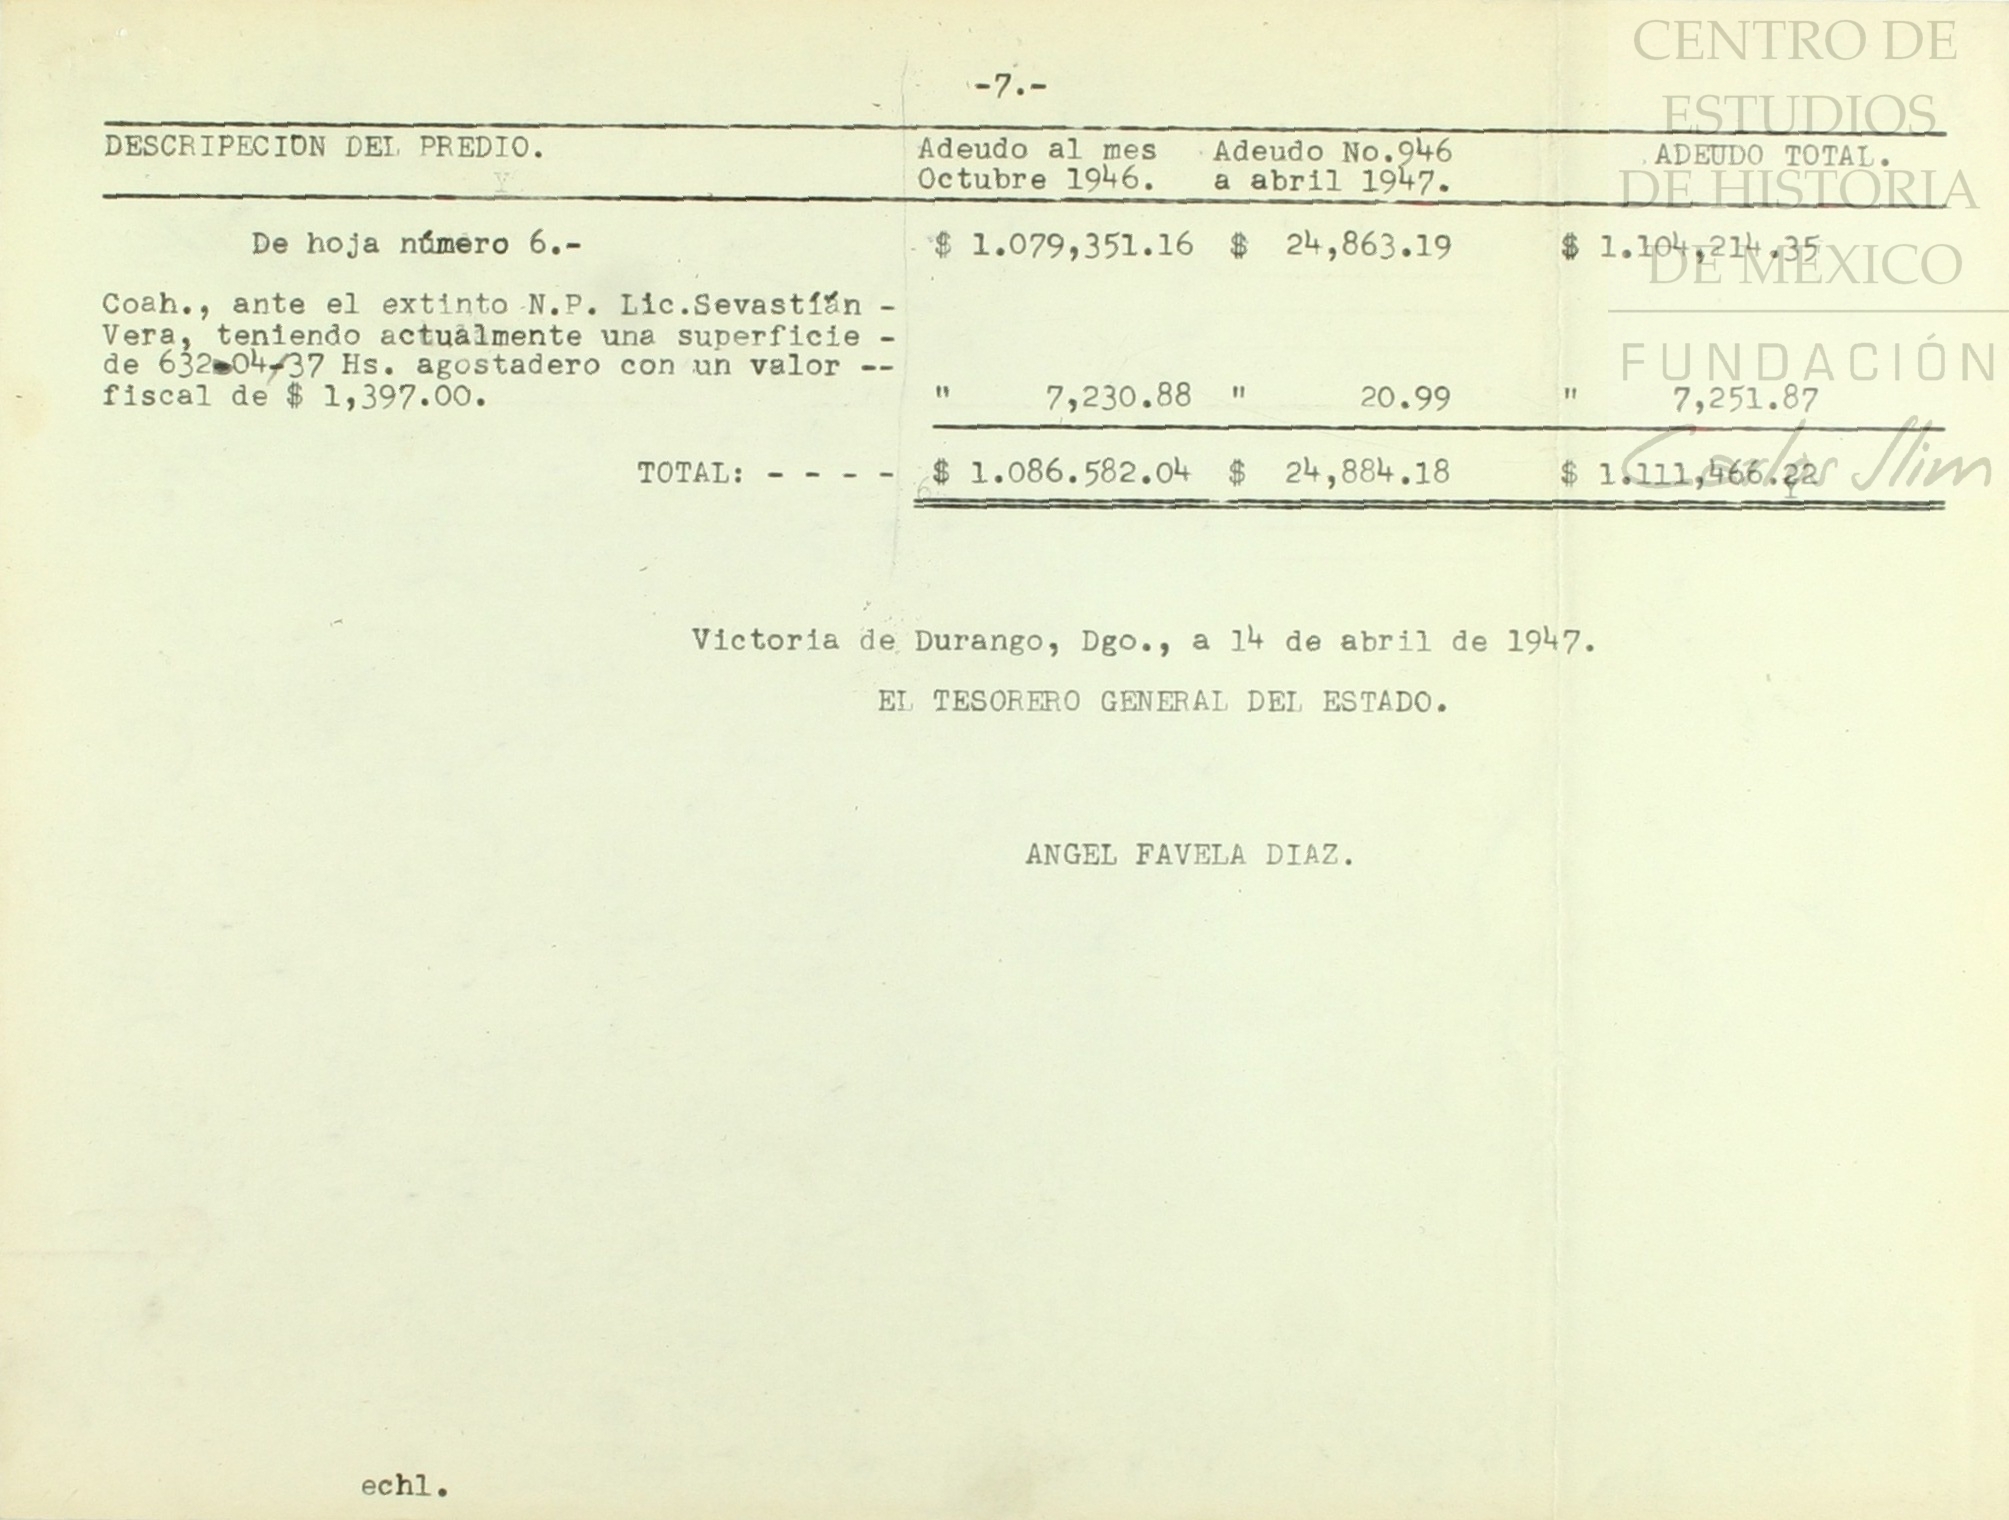 -7.-
DESCRIPECION DEL PREDIO. Adeudo al mes Octubre 1946. Adeudo No.946 a abril 1947. ADEUDO TOTAL.
De hoja número 6.- $ 1.079,351.16 $ 24,863.19 $ 1.104,214.35
Coah., ante el extinto N.P. Lic.Sevastián -
Vera, teniendo actualmente una superficie -
de 632-04-37 Hs. agostadero con un valor --
fiscal de $ 1,397.00. " 7,230.88 " 20.99 " 7,251.87
TOTAL: - - - - $ 1.086.582.04 $ 24,884.18 $ 1.111,466.22
Victoria de Durango, Dgo., a 14 de abril de 1947.
EL TESORERO GENERAL DEL ESTADO.
ANGEL FAVELA DIAZ.
echl.
CENTRO DE
ESTUDIOS
DE HISTORIA
DE MÉXICO
FUNDACIÓN
Carlos Slim